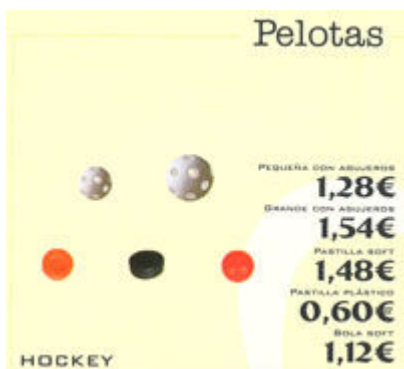 Pelotas
PEQUEÑA CON AGUJEROS
1,28€
GRANDE CON AGUJEROS
1,54€
PASTILLA SOFT
1,48€
PASTILLA PLÁSTICO
0,60€
BOLA SOFT
1,12€
HOCKEY